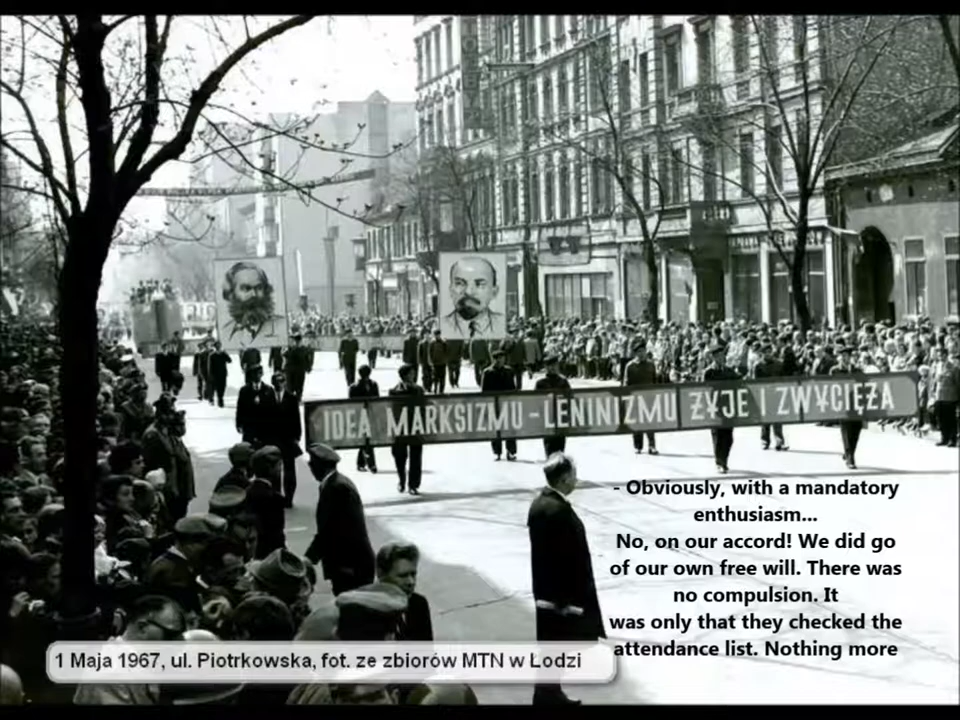 IDEA MARKSIZMU-LENINIZMU ŻYJE I ZWYCIĘŻA
- Obviously, with a mandatory
enthusiasm...
No, on our accord! We did go
of our own free will. There was
no compulsion. It
was only that they checked the
attendance list. Nothing more
1 Maja 1967, ul. Piotrkowska, fot. ze zbiorów MTN w Łodzi